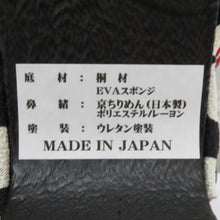 底材：桐材
EVAスポンジ
鼻緒：京ちりめん(日本製)
ポリエステル/レーヨン
塗装：ウレタン塗装
MADE IN JAPAN